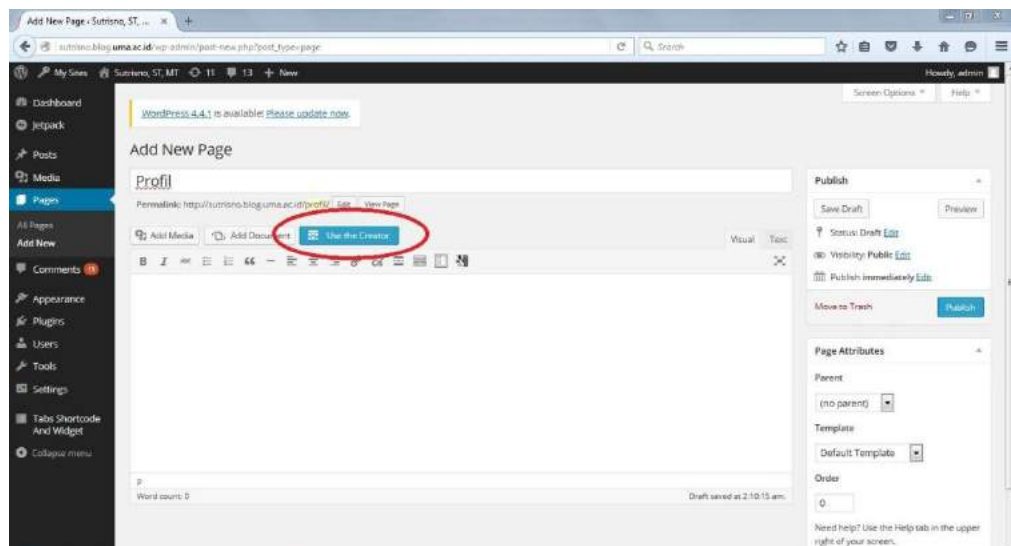 Add New Page ‹ Sutrisno, ST, ...
sutrisno.blog.uma.ac.id/wp-admin/post-new.php?post_type=page
Search
My Sites
Sutrisno, ST, MT
11
13
+ New
Howdy, admin
Screen Options
Help
Dashboard
Jetpack
Posts
Media
Pages
All Pages
Add New
Comments
Appearance
Plugins
Users
Tools
Settings
Tabs Shortcode
And Widget
Collapse menu
WordPress 4.4.1 is available! Please update now.
Add New Page
Profil
Permalink: http://sutrisno.blog.uma.ac.id/profil/ Edit View Page
Add Media
Add Document
Use the Creator
Visual
Text
B I
p
Word count: 0
Draft saved at 2:10:15 am.
Publish
Save Draft
Preview
Status: Draft Edit
Visibility: Public Edit
Publish immediately Edit
Move to Trash
Publish
Page Attributes
Parent
(no parent)
Template
Default Template
Order
0
Need help? Use the Help tab in the upper
right of your screen.